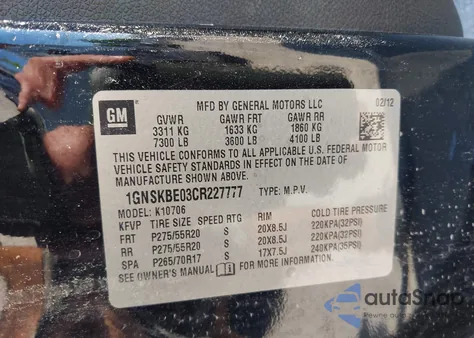 MFD BY GENERAL MOTORS LLC
02/12
GM
GVWR GAWR FRT GAWR RR
3311 KG 1633 KG 1860 KG
7300 LB 3600 LB 4100 LB
THIS VEHICLE CONFORMS TO ALL APPLICABLE U.S. FEDERAL MOTOR
VEHICLE SAFETY STANDARDS IN EFFECT ON THE DATE OF
MANUFACTURE SHOWN ABOVE.
1GNSKBE03CR227777 TYPE: M.P.V.
MODEL: K10706
KFVP TIRE SIZE SPEED RTG RIM COLD TIRE PRESSURE
FRT P275/55R20 S 20X8.5J 220KPA(32PSI)
RR P275/55R20 S 20X8.5J 220KPA(32PSI)
SPA P265/70R17 S 17X7.5J 240KPA(35PSI)
SEE OWNER'S MANUAL FOR ADDITIONAL INFORMATION
autoSnap